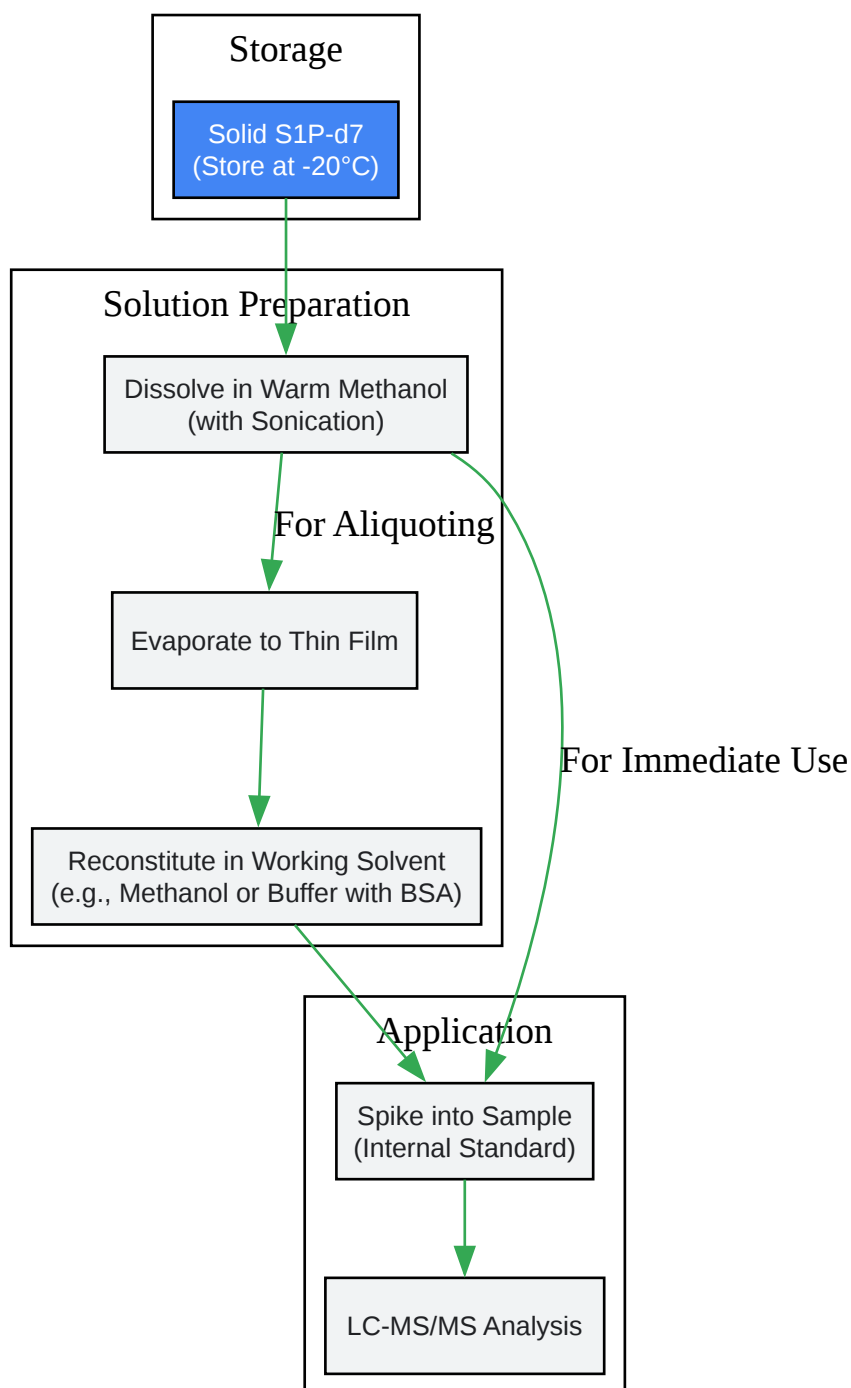 Storage
Solid S1P-d7
(Store at -20°C)
Solution Preparation
Dissolve in Warm Methanol
(with Sonication)
For Aliquoting
Evaporate to Thin Film
For Immediate Use
Reconstitute in Working Solvent
(e.g., Methanol or Buffer with BSA)
Application
Spike into Sample
(Internal Standard)
LC-MS/MS Analysis